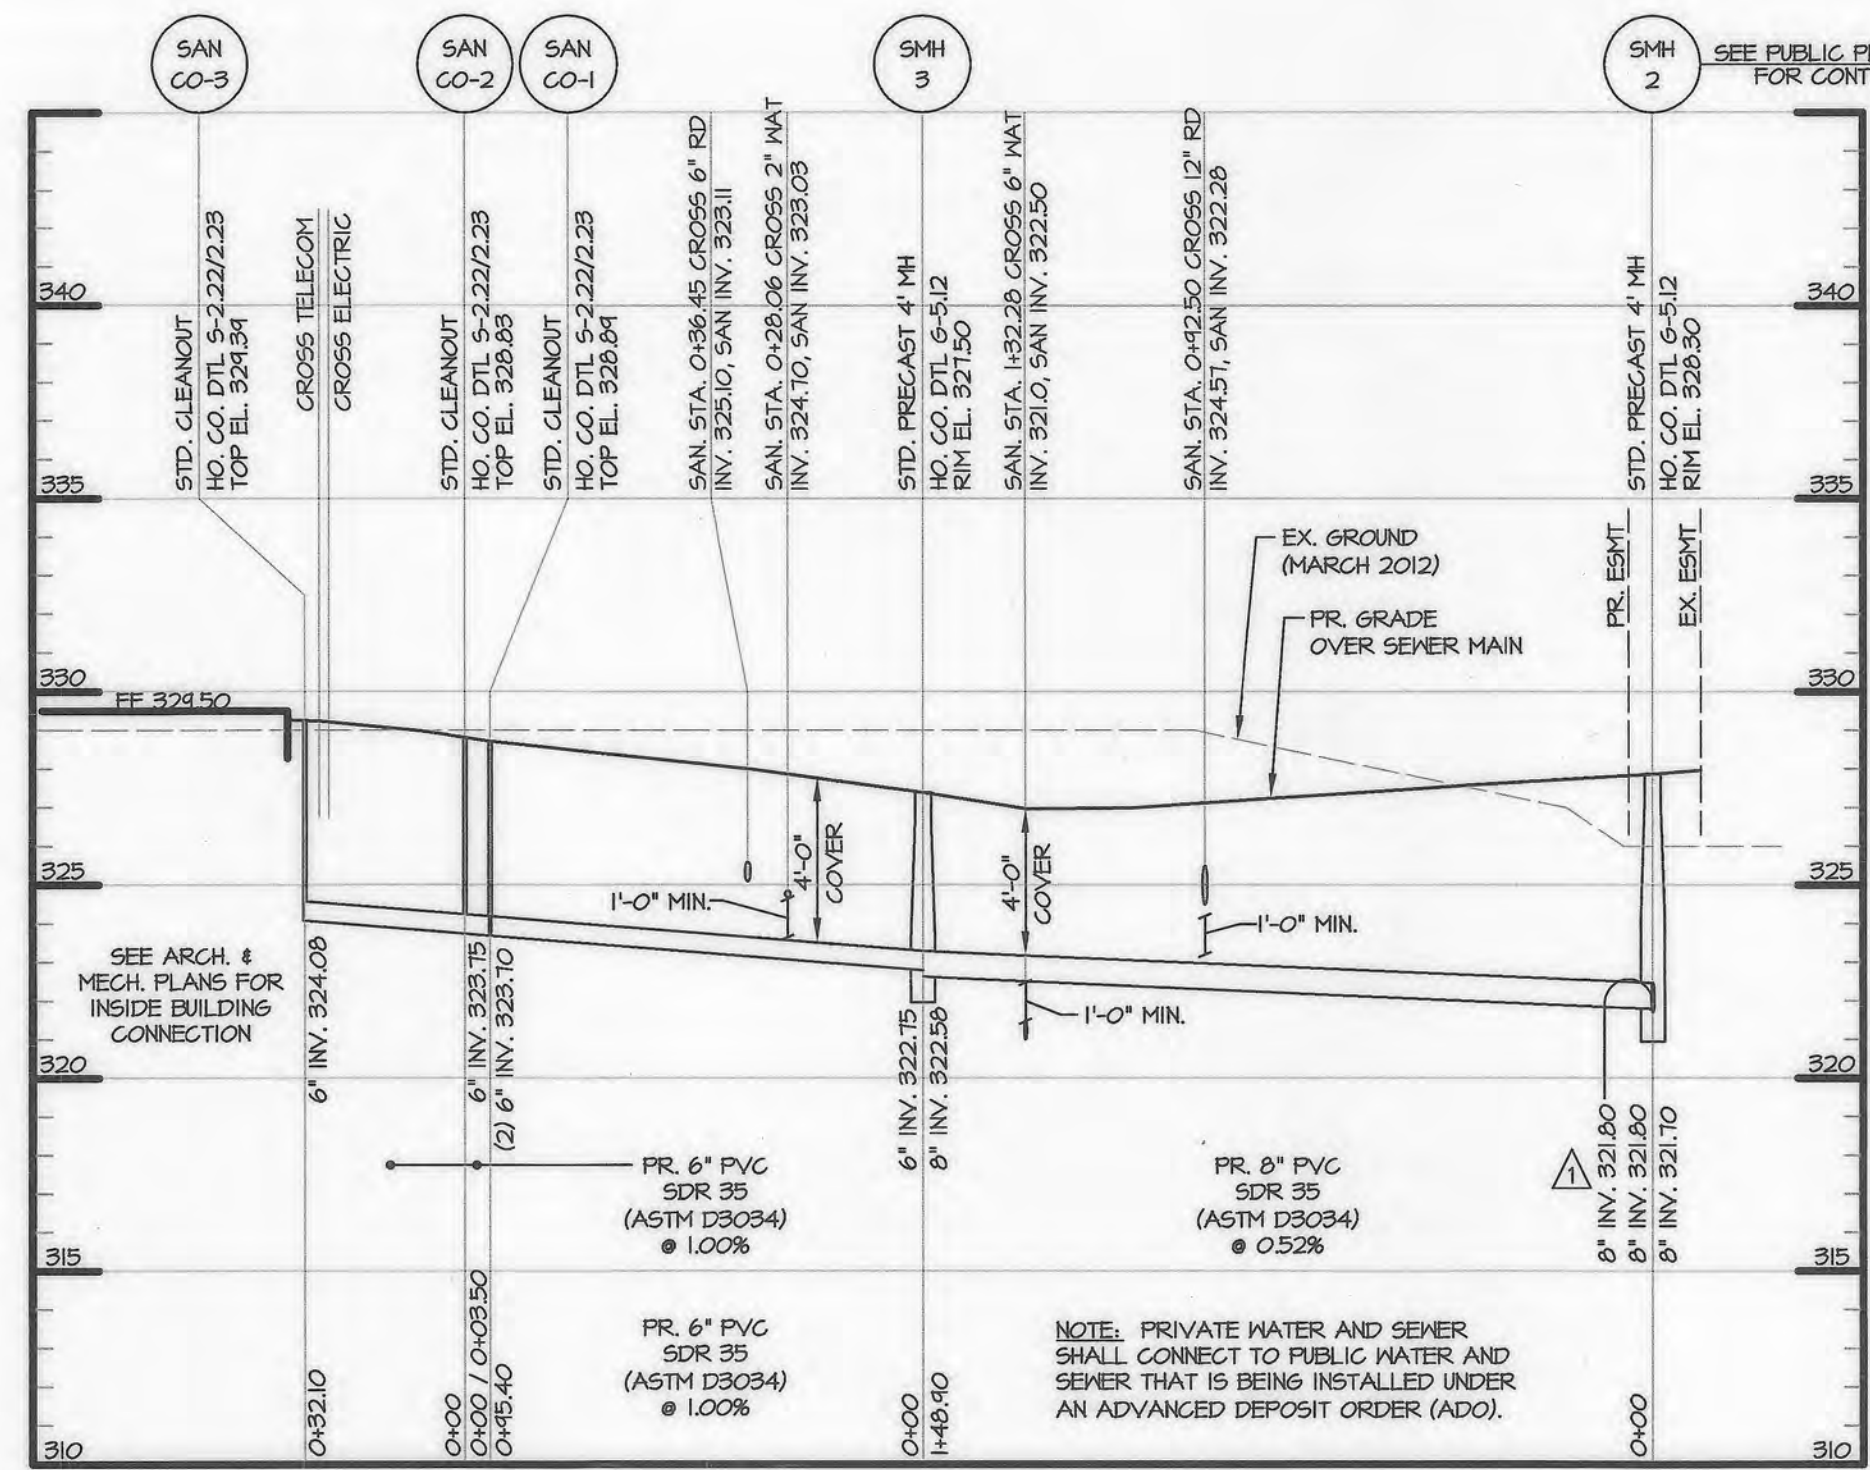 SAN
CO-3
SAN
CO-2
SAN
CO-1
SMH
3
SMH
2
SEE PUBLIC
FOR CONT
340
335
330
325
320
315
310
340
335
330
325
320
315
310
STD. CLEANOUT
HO. CO. DTL S-2.22/2.23
TOP EL. 329.39
CROSS TELECOM
CROSS ELECTRIC
STD. CLEANOUT
HO. CO. DTL S-2.22/2.23
TOP EL. 328.83
STD. CLEANOUT
HO. CO. DTL S-2.22/2.23
TOP EL. 328.89
SAN. STA. 0+36.45 CROSS 6" RD
INV. 325.10, SAN INV. 323.11
SAN. STA. 0+28.06 CROSS 2" WAT
INV. 324.70, SAN INV. 323.03
STD. PRECAST 4' MH
HO. CO. DTL G-5.12
RIM EL. 327.50
SAN. STA. 1+32.28 CROSS 6" WAT
INV. 321.0, SAN INV. 322.50
SAN. STA. 0+92.50 CROSS 12" RD
INV. 324.57, SAN INV. 322.28
STD. PRECAST 4' MH
HO. CO. DTL G-5.12
RIM EL. 328.30
PR. ESMT
EX. ESMT
EX. GROUND
(MARCH 2012)
PR. GRADE
OVER SEWER MAIN
FF 329.50
4'-0"
COVER
1'-0" MIN.
4'-0"
COVER
1'-0" MIN.
1'-0" MIN.
SEE ARCH. &
MECH. PLANS FOR
INSIDE BUILDING
CONNECTION
6" INV. 324.08
6" INV. 323.75
(2) 6" INV. 323.70
6" INV. 322.75
8" INV. 322.58
1
8" INV. 321.80
8" INV. 321.80
8" INV. 321.70
PR. 6" PVC
SDR 35
(ASTM D3034)
@ 1.00%
PR. 8" PVC
SDR 35
(ASTM D3034)
@ 0.52%
PR. 6" PVC
SDR 35
(ASTM D3034)
@ 1.00%
NOTE: PRIVATE WATER AND SEWER
SHALL CONNECT TO PUBLIC WATER AND
SEWER THAT IS BEING INSTALLED UNDER
AN ADVANCED DEPOSIT ORDER (ADO).
0+32.10
0+00
0+00 / 0+03.50
0+95.40
0+00
1+48.90
0+00